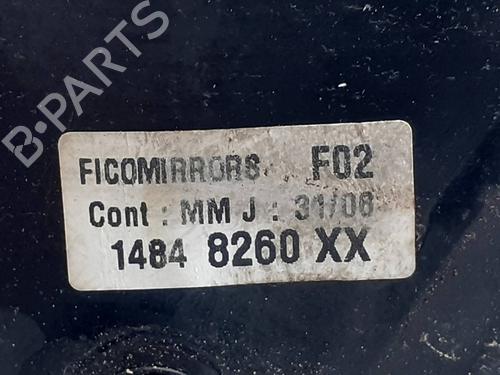 B-PARTS
FICOMIRRORS F02
Cont : MM J : 31/06
1484 8260 XX